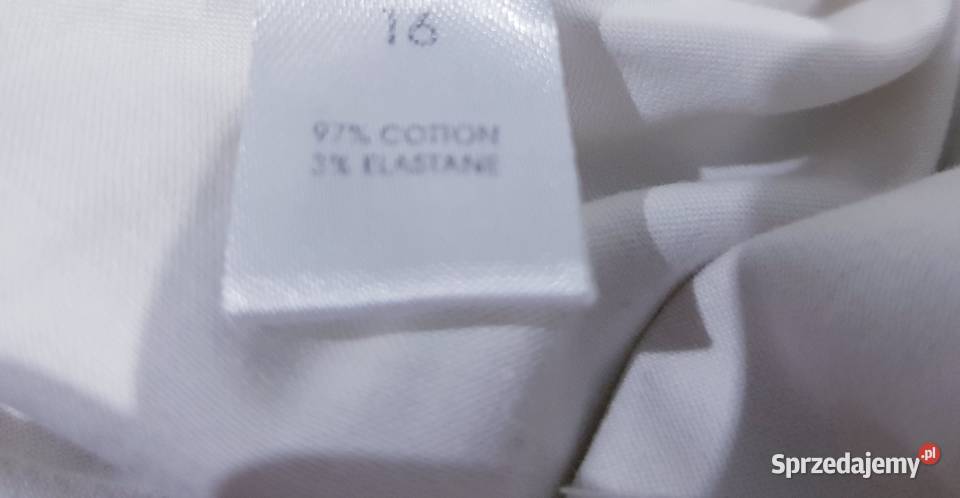 16
97% COTTON
3% ELASTANE
Sprzedajemy.pl